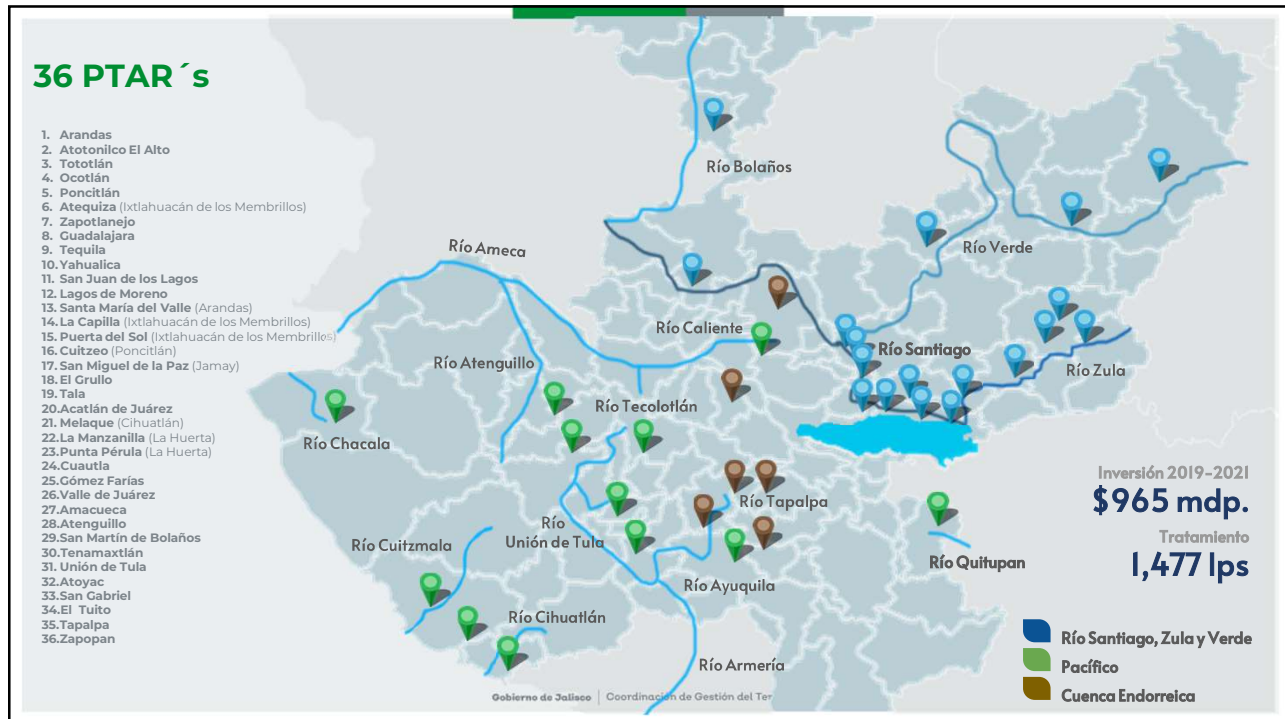 36 PTAR´s
1. Arandas
2. Atotonilco El Alto
3. Tototlán
4. Ocotlán
5. Poncitlán
6. Atequiza (Ixtlahuacán de los Membrillos)
7. Zapotlanejo
8. Guadalajara
9. Tequila
10. Yahualica
11. San Juan de los Lagos
12. Lagos de Moreno
13. Santa María del Valle (Arandas)
14. La Capilla (Ixtlahuacán de los Membrillos)
15. Puerta del Sol (Ixtlahuacán de los Membrillos)
16. Cuitzeo (Poncitlán)
17. San Miguel de la Paz (Jamay)
18. El Grullo
19. Tala
20. Acatlán de Juárez
21. Melaque (Cihuatlán)
22. La Manzanilla (La Huerta)
23. Punta Pérula (La Huerta)
24. Cuautla
25. Gómez Farías
26. Valle de Juárez
27. Amacueca
28. Atenguillo
29. San Martín de Bolaños
30. Tenamaxtlán
31. Unión de Tula
32. Atoyac
33. San Gabriel
34. El Tuito
35. Tapalpa
36. Zapopan
Río Bolaños
Río Ameca
Río Verde
Río Caliente
Río Santiago
Río Atenguillo
Río Zula
Río Tecolotlán
Río Chacala
Río Tapalpa
Río
Unión de Tula
Río Cuitzmala
Río Quitupan
Río Ayuquila
Río Cihuatlán
Río Armería
Inversión 2019-2021
$965 mdp.
Tratamiento
1,477 lps
Río Santiago, Zula y Verde
Pacífico
Cuenca Endorreica
Gobierno de Jalisco | Coordinación de Gestión del Ter